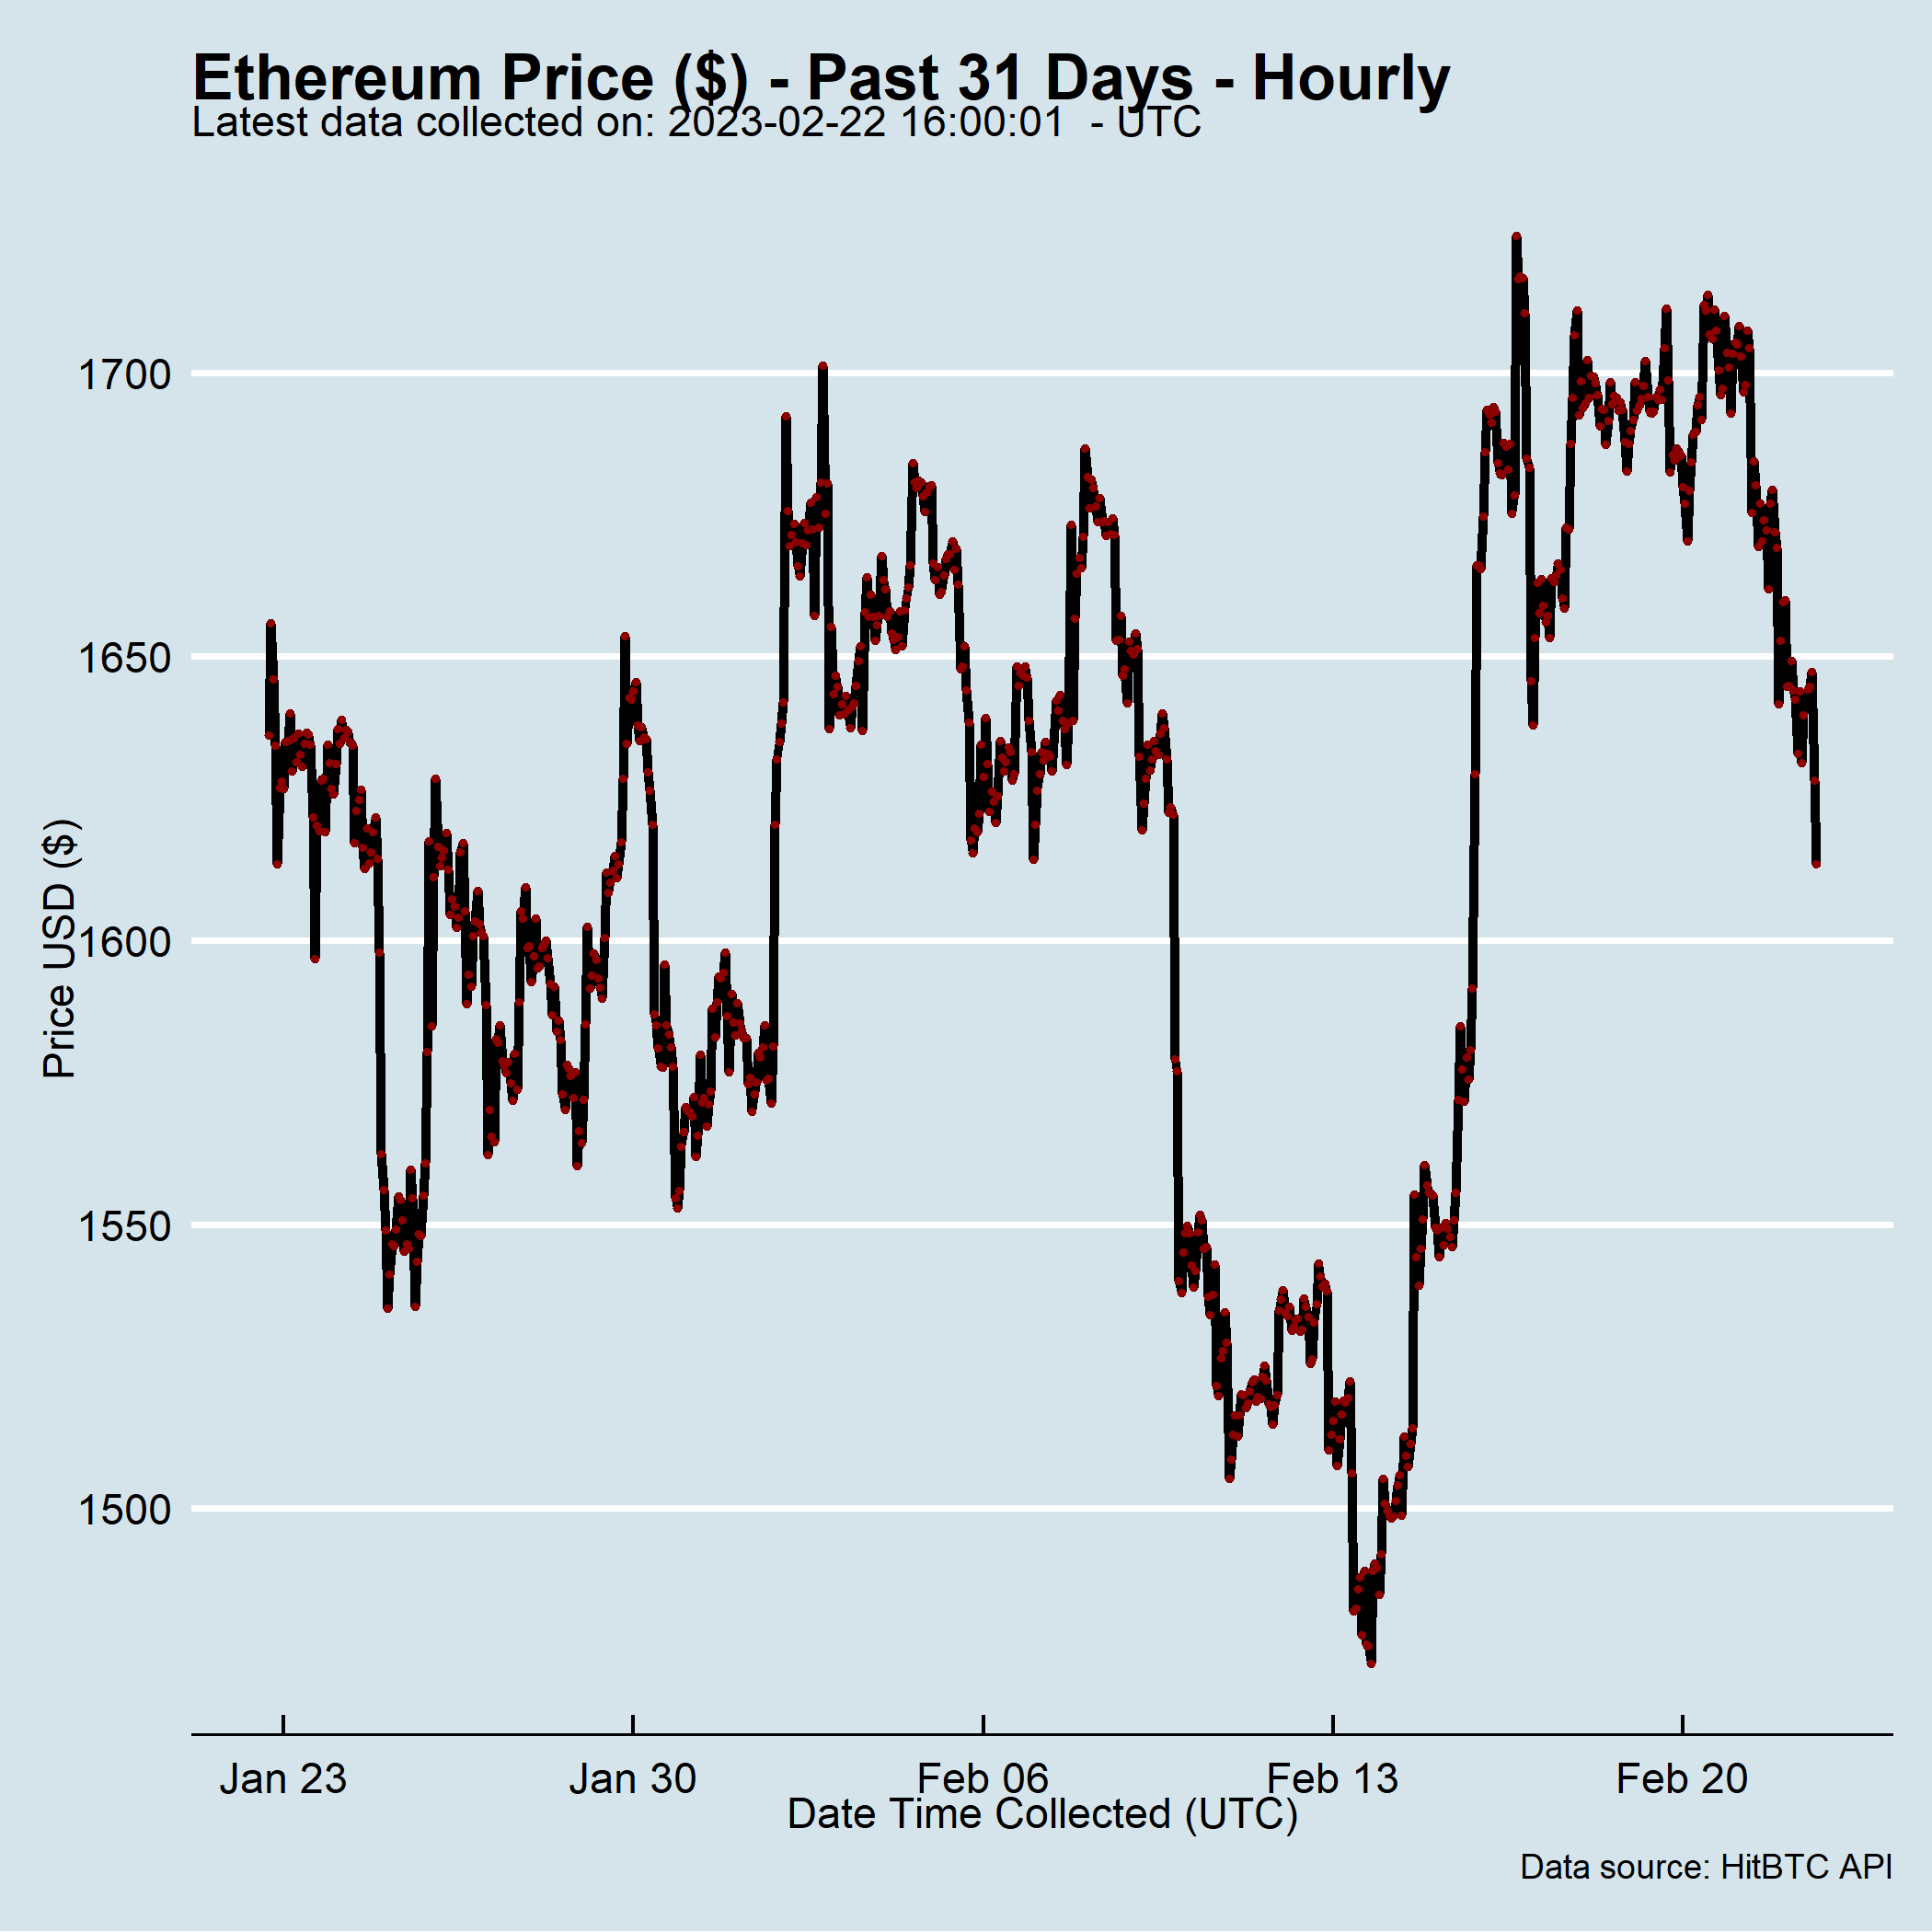 Ethereum Price ($) - Past 31 Days - Hourly
Latest data collected on: 2023-02-22 16:00:01  - UTC
Price USD ($)
1700
1650
1600
1550
1500
Jan 23 Jan 30 Feb 06 Feb 13 Feb 20
Date Time Collected (UTC)
Data source: HitBTC API